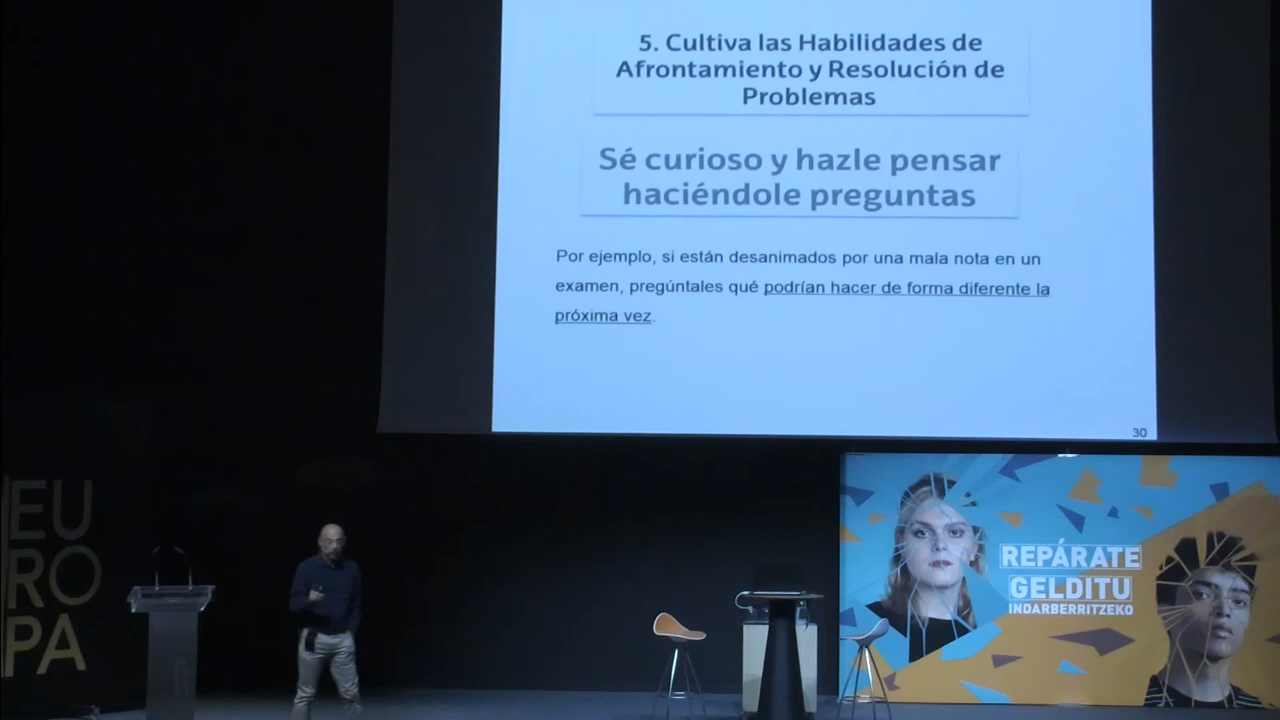 5. Cultiva las Habilidades de
Afrontamiento y Resolución de
Problemas
Sé curioso y hazle pensar
haciéndole preguntas
Por ejemplo, si están desanimados por una mala nota en un
examen, pregúntales qué podrían hacer de forma diferente la
próxima vez.
30
EU
RO
PA
REPÁRATE
GELDITU
INDARBERRITZEKO